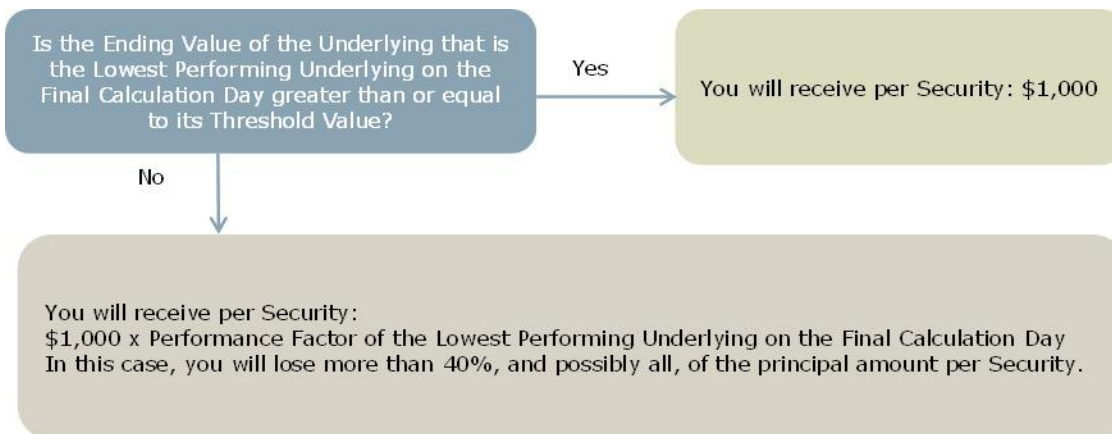 Is the Ending Value of the Underlying that is
the Lowest Performing Underlying on the
Final Calculation Day greater than or equal
to its Threshold Value?
Yes
You will receive per Security: $1,000
No
You will receive per Security:
$1,000 x Performance Factor of the Lowest Performing Underlying on the Final Calculation Day
In this case, you will lose more than 40%, and possibly all, of the principal amount per Security.